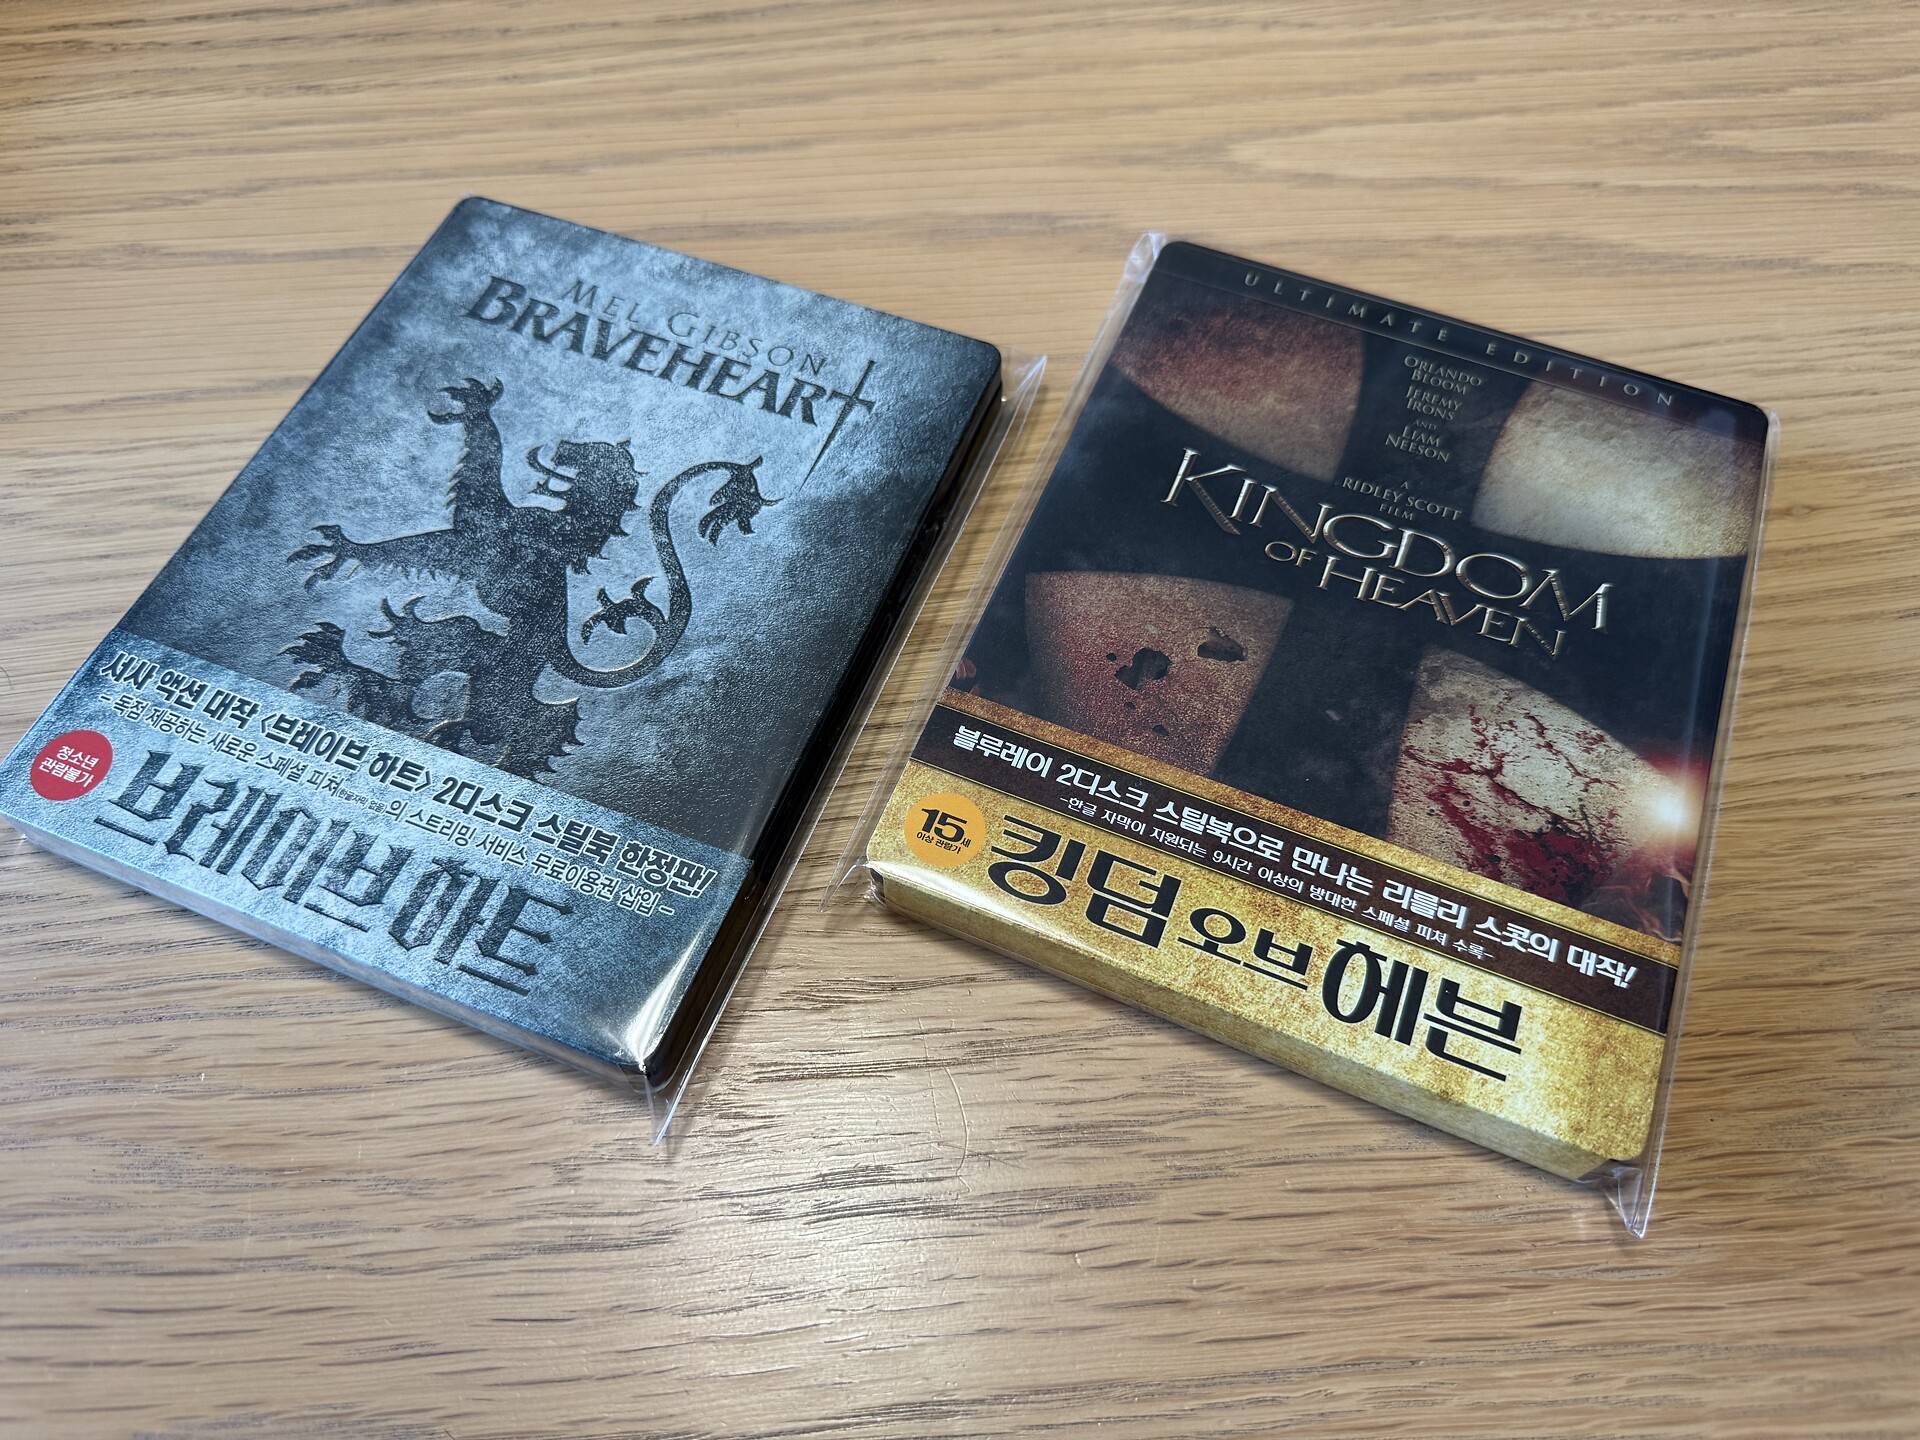 MEL GIBSON
BRAVEHEART
서사 액션 대작 <브레이브 하트> 2디스크 스틸북 한정판!
- 독점 제공하는 새로운 스페셜 피쳐(한글자막 없음)의 스트리밍 서비스 무료이용권 삽입 -
청소년
관람불가
브레이브 하트
ULTIMATE EDITION
ORLANDO
BLOOM
JEREMY
IRONS
AND
LIAM
NEESON
A
RIDLEY SCOTT
FILM
KINGDOM
OF HEAVEN
블루레이 2디스크 스틸북으로 만나는 리들리 스콧의 대작!
-한글 자막이 지원되는 9시간 이상의 방대한 스페셜 피쳐 수록-
15세
이상 관람가
킹덤 오브 헤븐